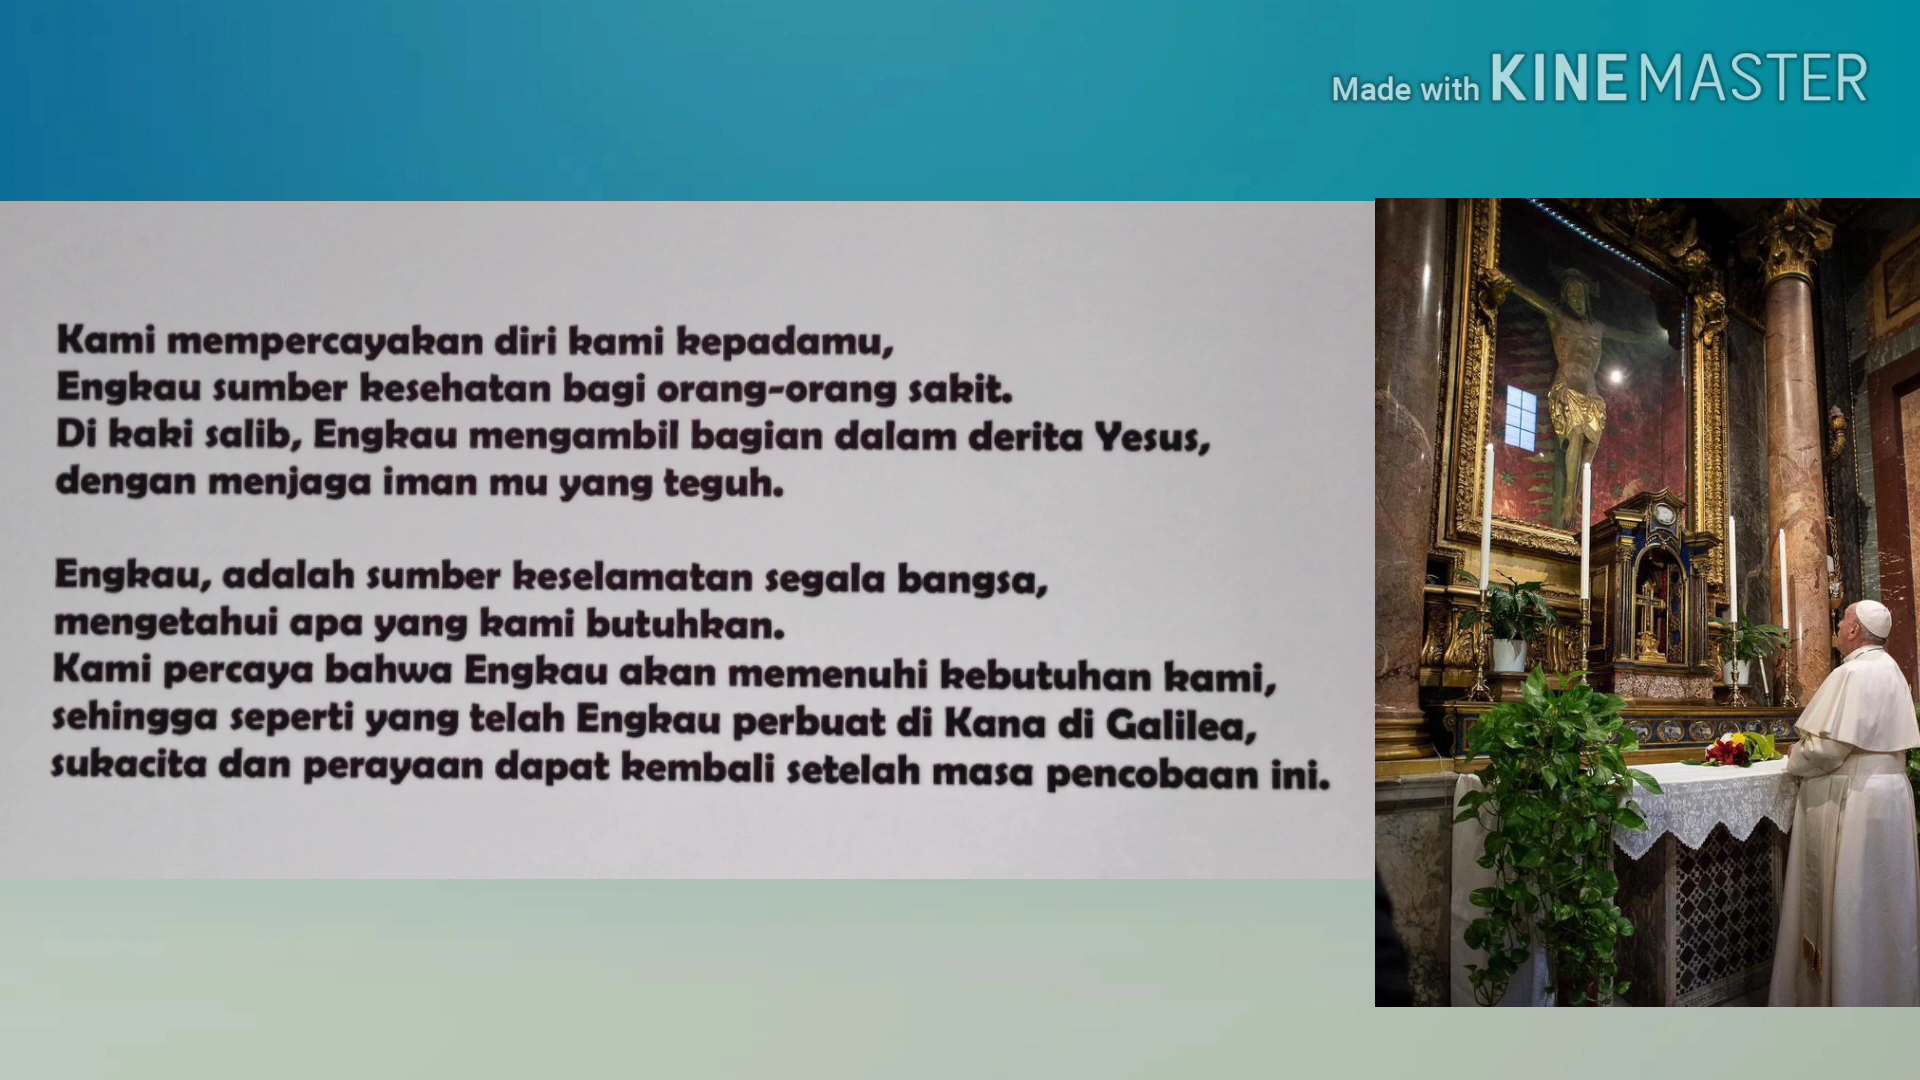 Made with KINEMASTER
Kami mempercayakan diri kami kepadamu,
Engkau sumber kesehatan bagi orang-orang sakit.
Di kaki salib, Engkau mengambil bagian dalam derita Yesus,
dengan menjaga iman mu yang teguh.
Engkau, adalah sumber keselamatan segala bangsa,
mengetahui apa yang kami butuhkan.
Kami percaya bahwa Engkau akan memenuhi kebutuhan kami,
sehingga seperti yang telah Engkau perbuat di Kana di Galilea,
sukacita dan perayaan dapat kembali setelah masa pencobaan ini.